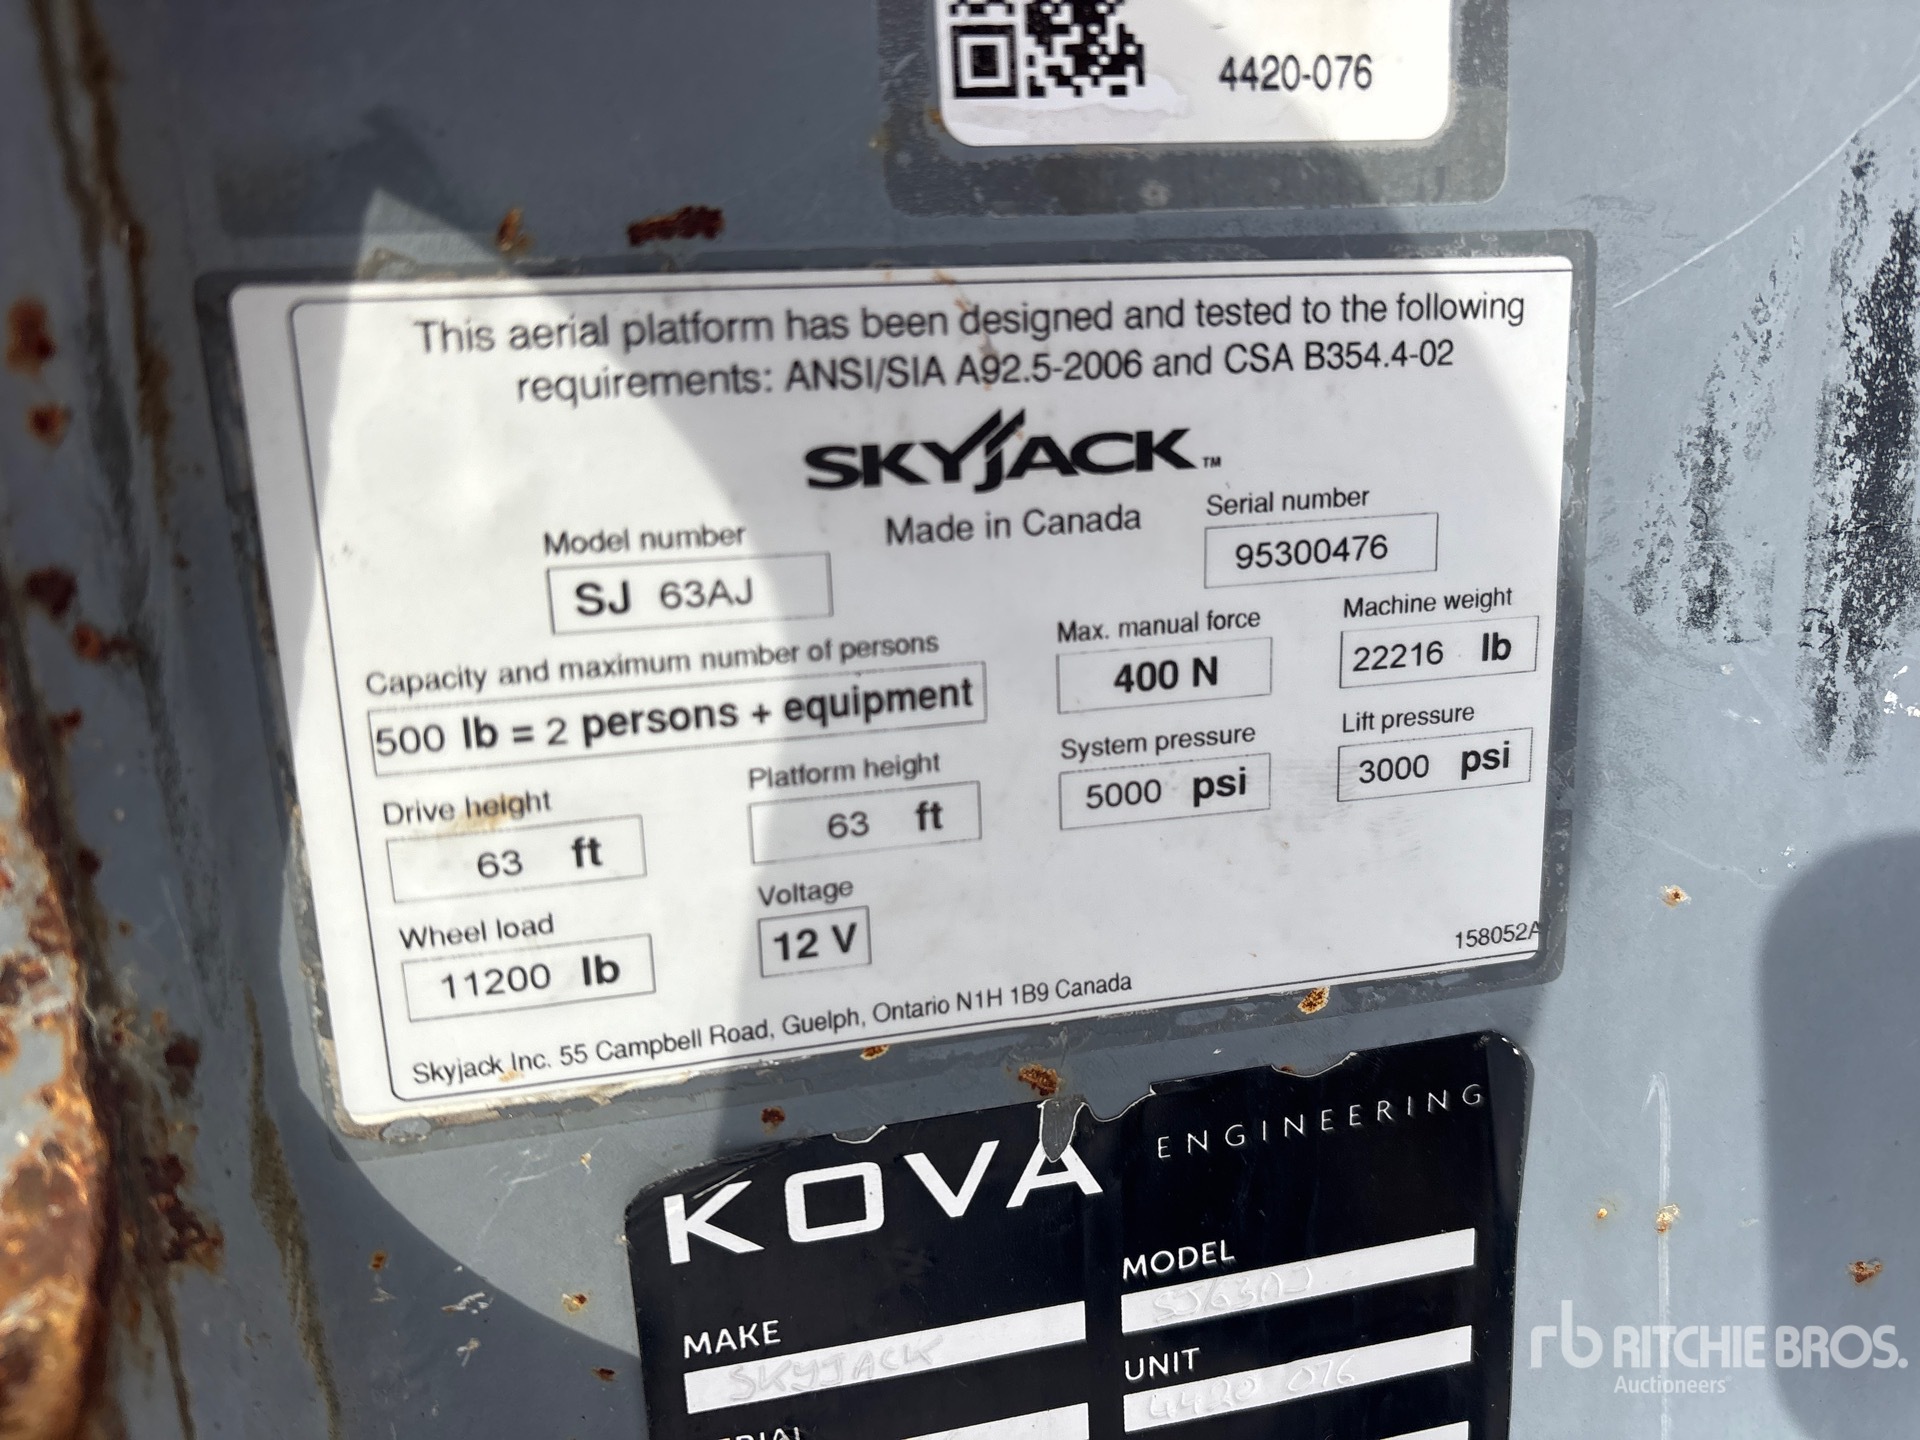 4420-076
This aerial platform has been designed and tested to the following
requirements: ANSI/SIA A92.5-2006 and CSA B354.4-02
SKYJACK™
Made in Canada
Model number
SJ 63AJ
Serial number
95300476
Capacity and maximum number of persons
500 lb = 2 persons + equipment
Max. manual force
400 N
Machine weight
22216 lb
Drive height
63 ft
Platform height
63 ft
System pressure
5000 psi
Lift pressure
3000 psi
Wheel load
11200 lb
Voltage
12 V
158052A
Skyjack Inc. 55 Campbell Road, Guelph, Ontario N1H 1B9 Canada
KOVA ENGINEERING
MAKE
SKYJACK
MODEL
SJ63AJ
UNIT
4420 076
rb RITCHIE BROS.
Auctioneers